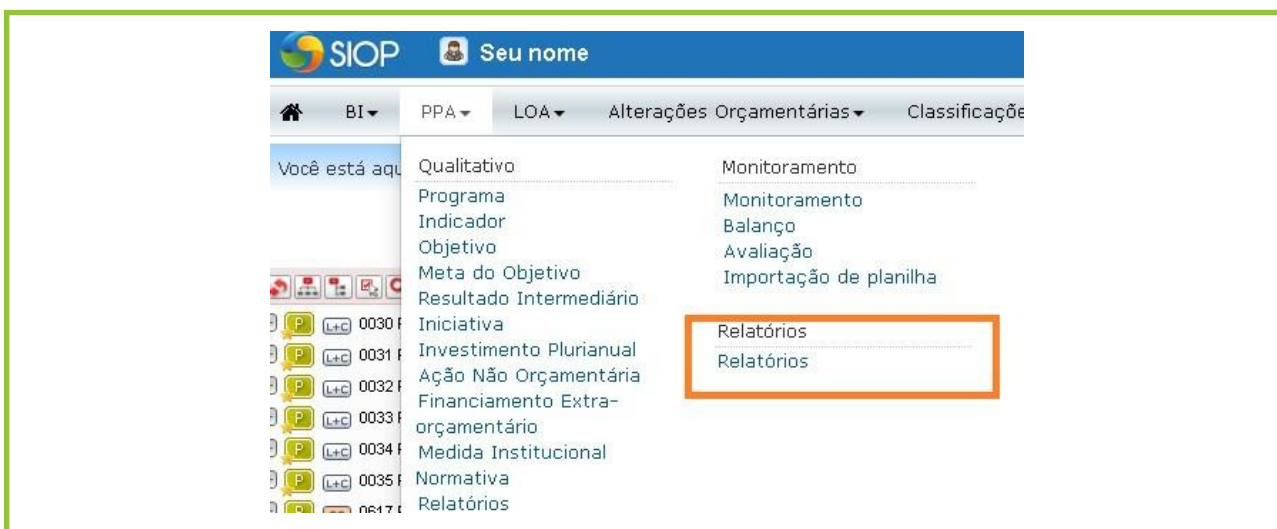 SIOP Seu nome
BI PPA LOA Alterações Orçamentárias Classificaçõe
Você está aqu
Qualitativo
Programa
Indicador
Objetivo
Meta do Objetivo
Resultado Intermediário
Iniciativa
Investimento Plurianual
Ação Não Orçamentária
Financiamento Extra-
orçamentário
Medida Institucional
Normativa
Relatórios
Monitoramento
Monitoramento
Balanço
Avaliação
Importação de planilha
Relatórios
Relatórios
P L+C 0030
P L+C 0031
P L+C 0032
P L+C 0033
P L+C 0034
P L+C 0035
P 0617